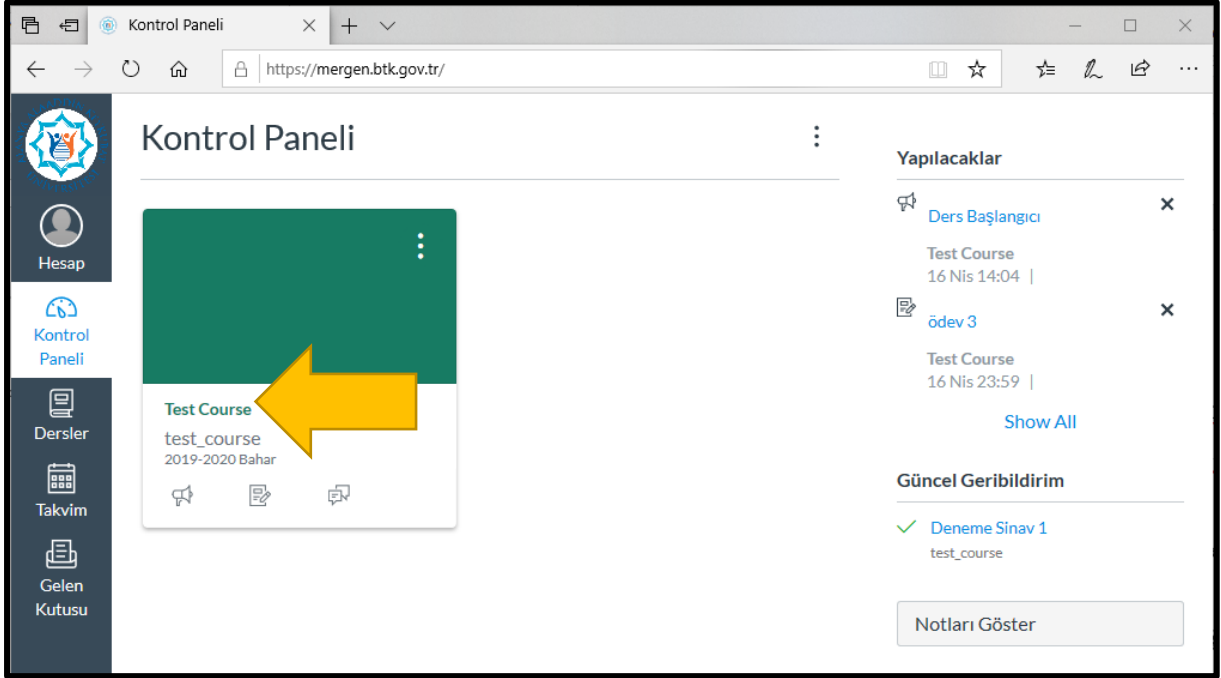 Kontrol Paneli
https://mergen.btk.gov.tr/
Hesap
Kontrol
Paneli
Dersler
Takvim
Gelen
Kutusu
Kontrol Paneli
Test Course
test_course
2019-2020 Bahar
Yapılacaklar
Ders Başlangıcı
Test Course
16 Nis 14:04 |
ödev 3
Test Course
16 Nis 23:59 |
Show All
Güncel Geribildirim
Deneme Sinav 1
test_course
Notları Göster